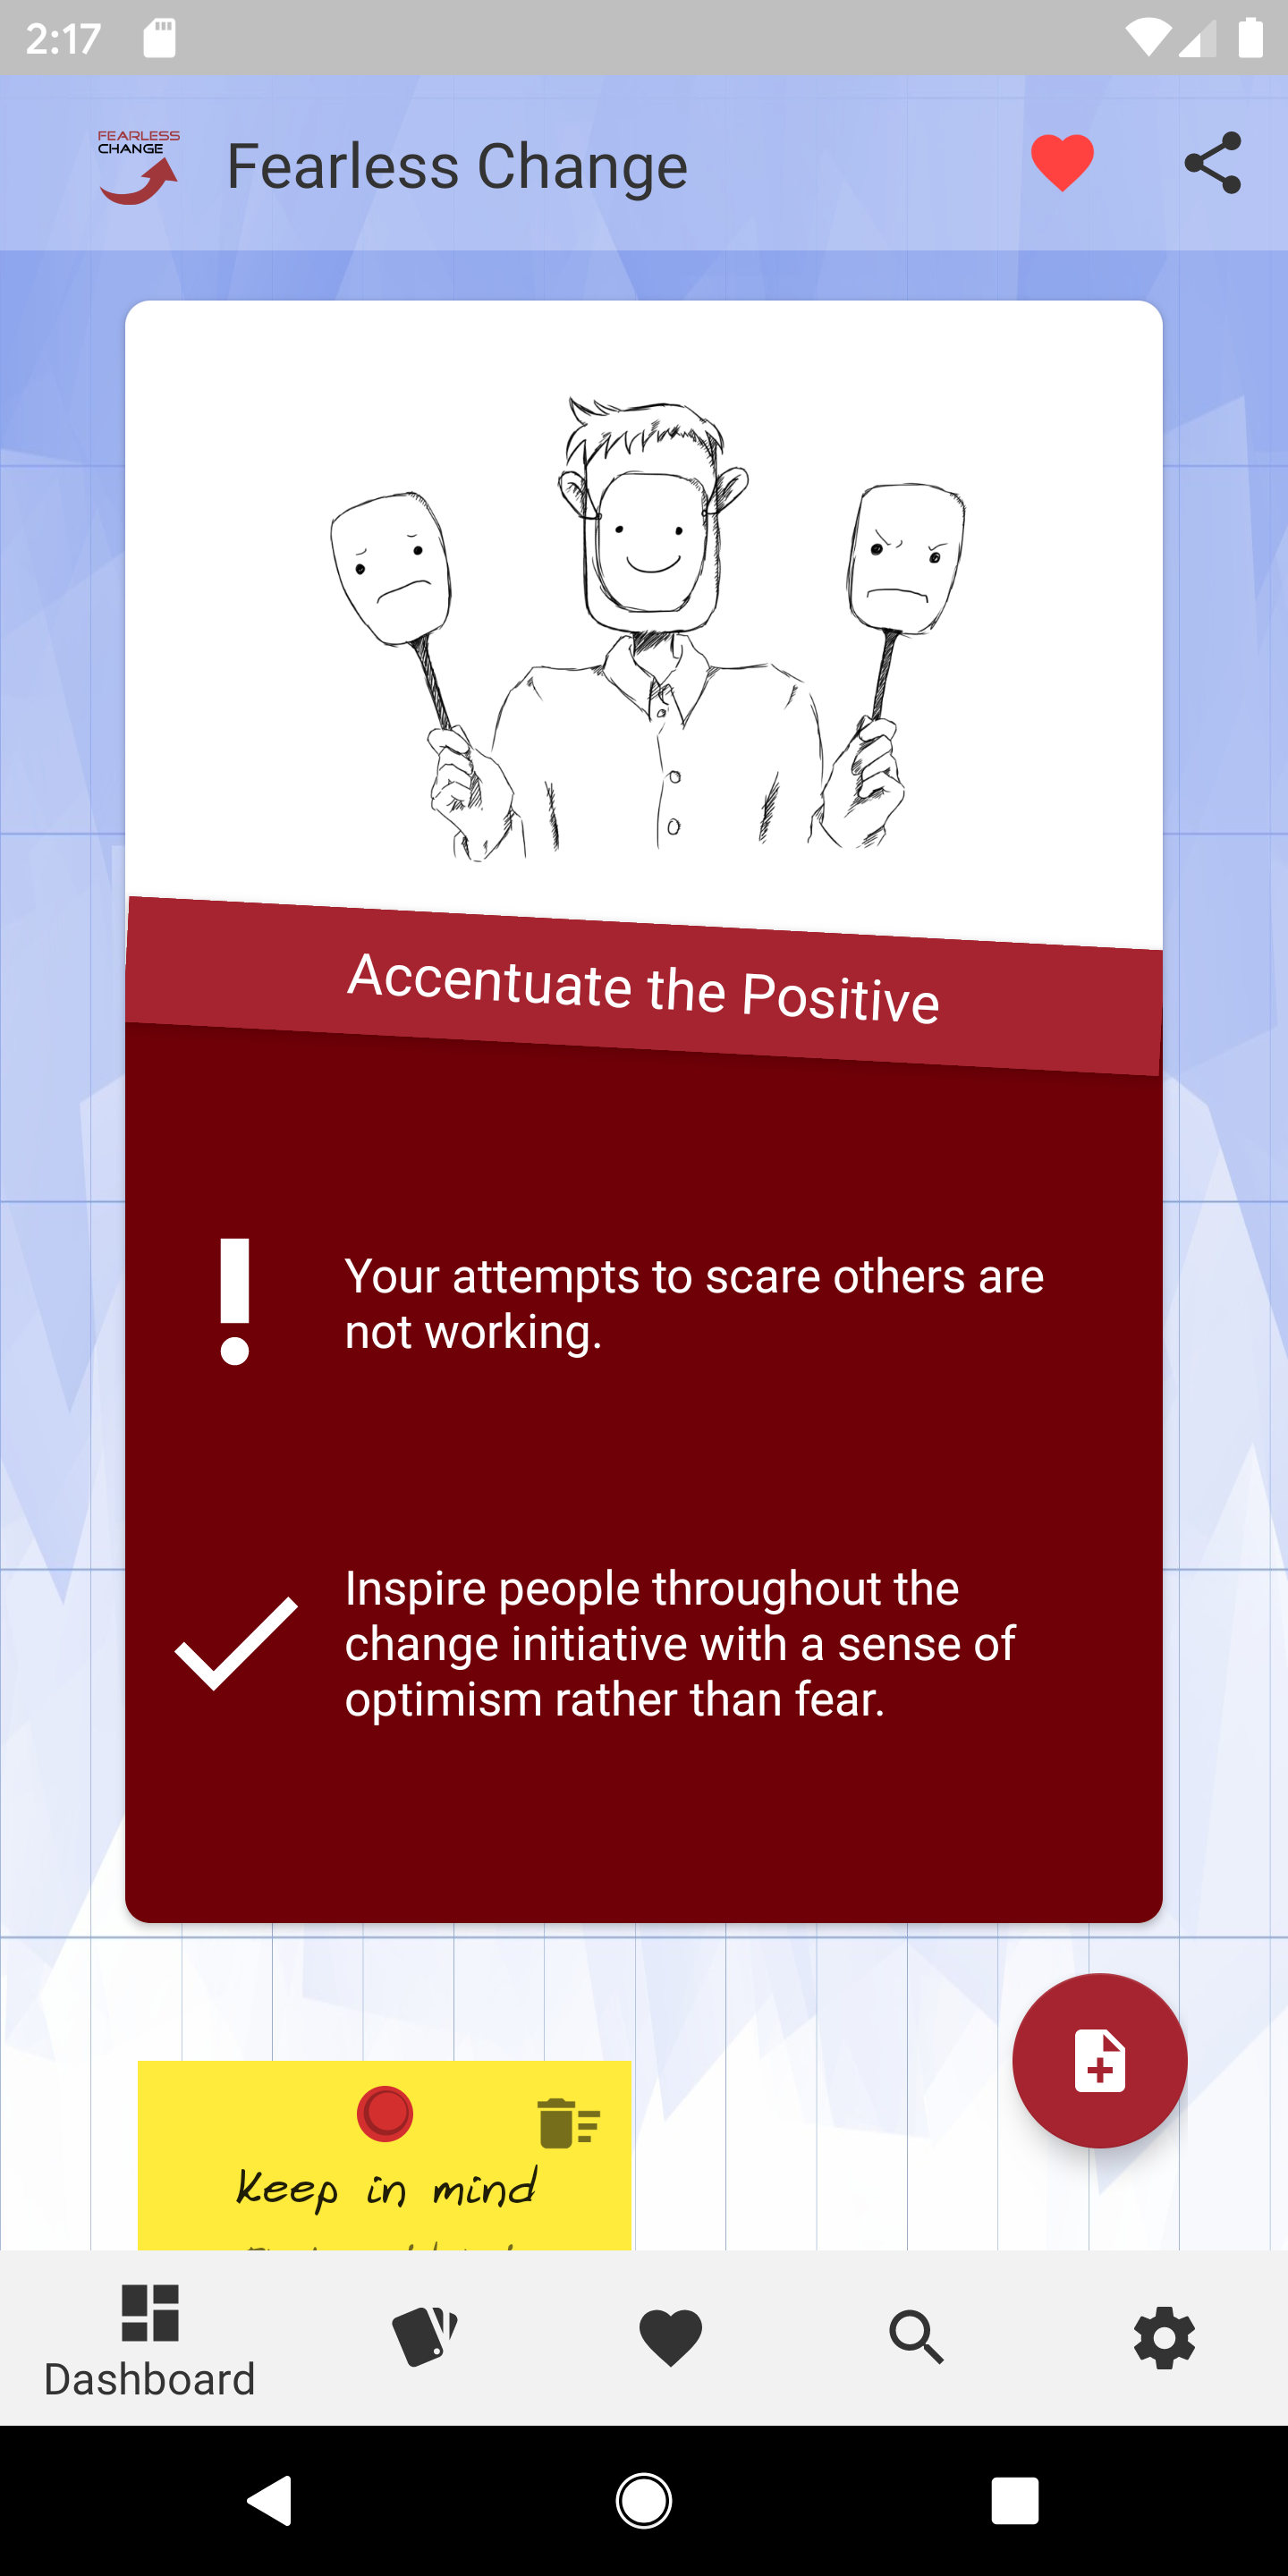 2:17
FEARLESS
CHANGE
Fearless Change
Accentuate the Positive
Your attempts to scare others are
not working.
Inspire people throughout the
change initiative with a sense of
optimism rather than fear.
Keep in mind
Dashboard